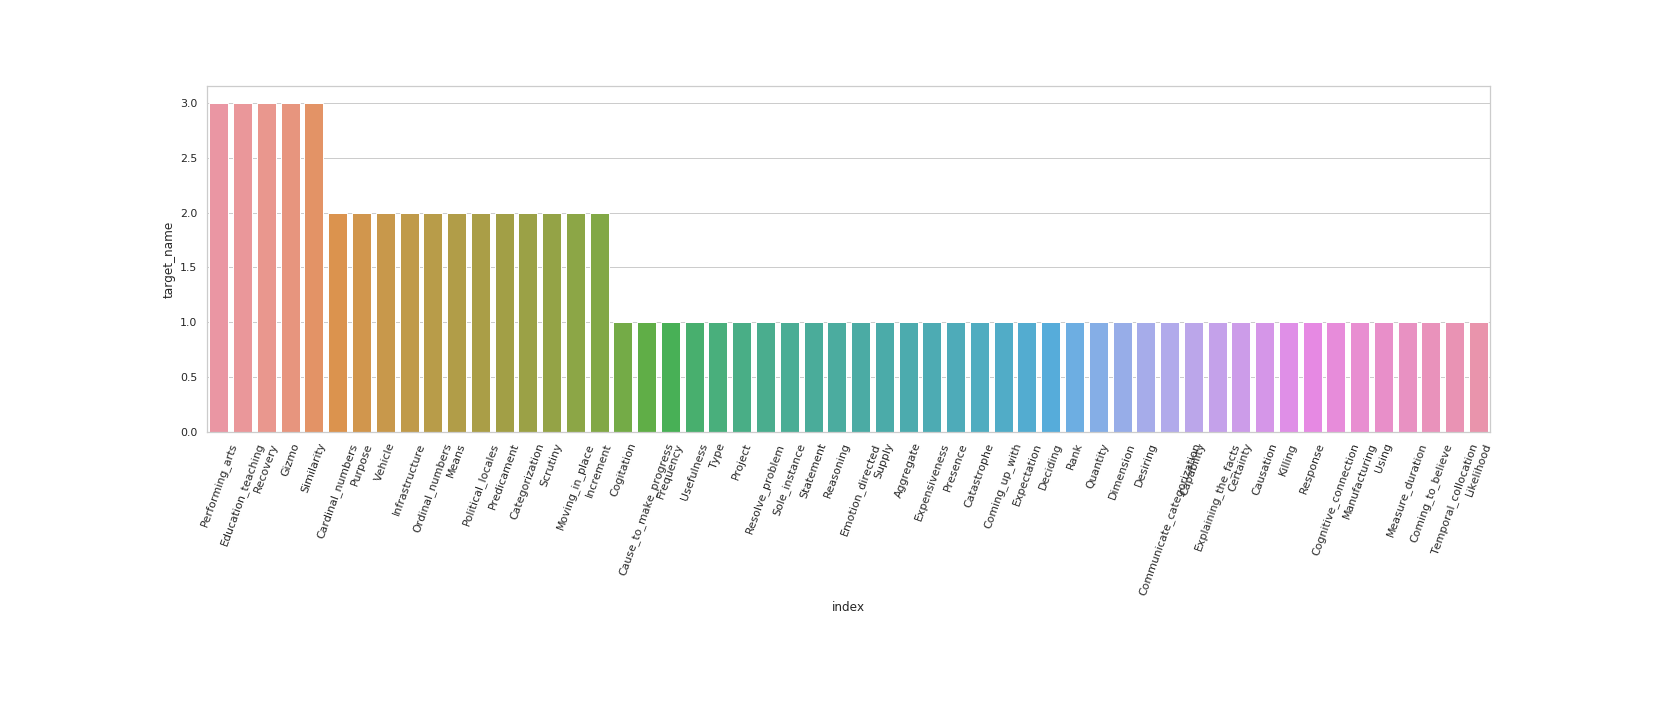 3.0
2.5
2.0
1.5
1.0
0.5
0.0
target_name
Performing_arts
Education_teaching
Recovery
Gizmo
Similarity
Cardinal_numbers
Purpose
Vehicle
Infrastructure
Ordinal_numbers
Means
Political_locales
Predicament
Categorization
Scrutiny
Moving_in_place
Increment
Cogitation
Cause_to_make_progress
Frequency
Usefulness
Type
Project
Resolve_problem
Sole_instance
Statement
Reasoning
Emotion_directed
Supply
Aggregate
Expensiveness
Presence
Catastrophe
Coming_up_with
Expectation
Deciding
Rank
Quantity
Dimension
Desiring
Communicate_categorization
Capability
Explaining_the_facts
Certainty
Causation
Killing
Response
Cognitive_connection
Manufacturing
Using
Measure_duration
Coming_to_believe
Temporal_collocation
Likelihood
index